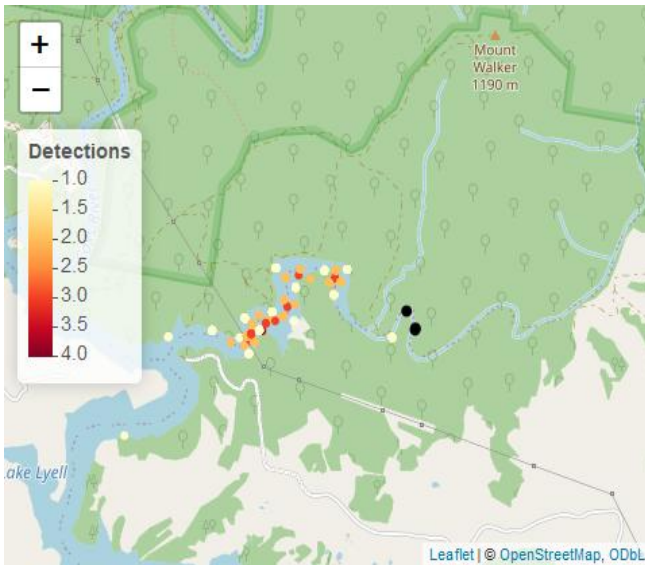 +
−
Mount
Walker
1190 m
Detections
1.0
1.5
2.0
2.5
3.0
3.5
4.0
ake Lyell
Leaflet | © OpenStreetMap, ODbL